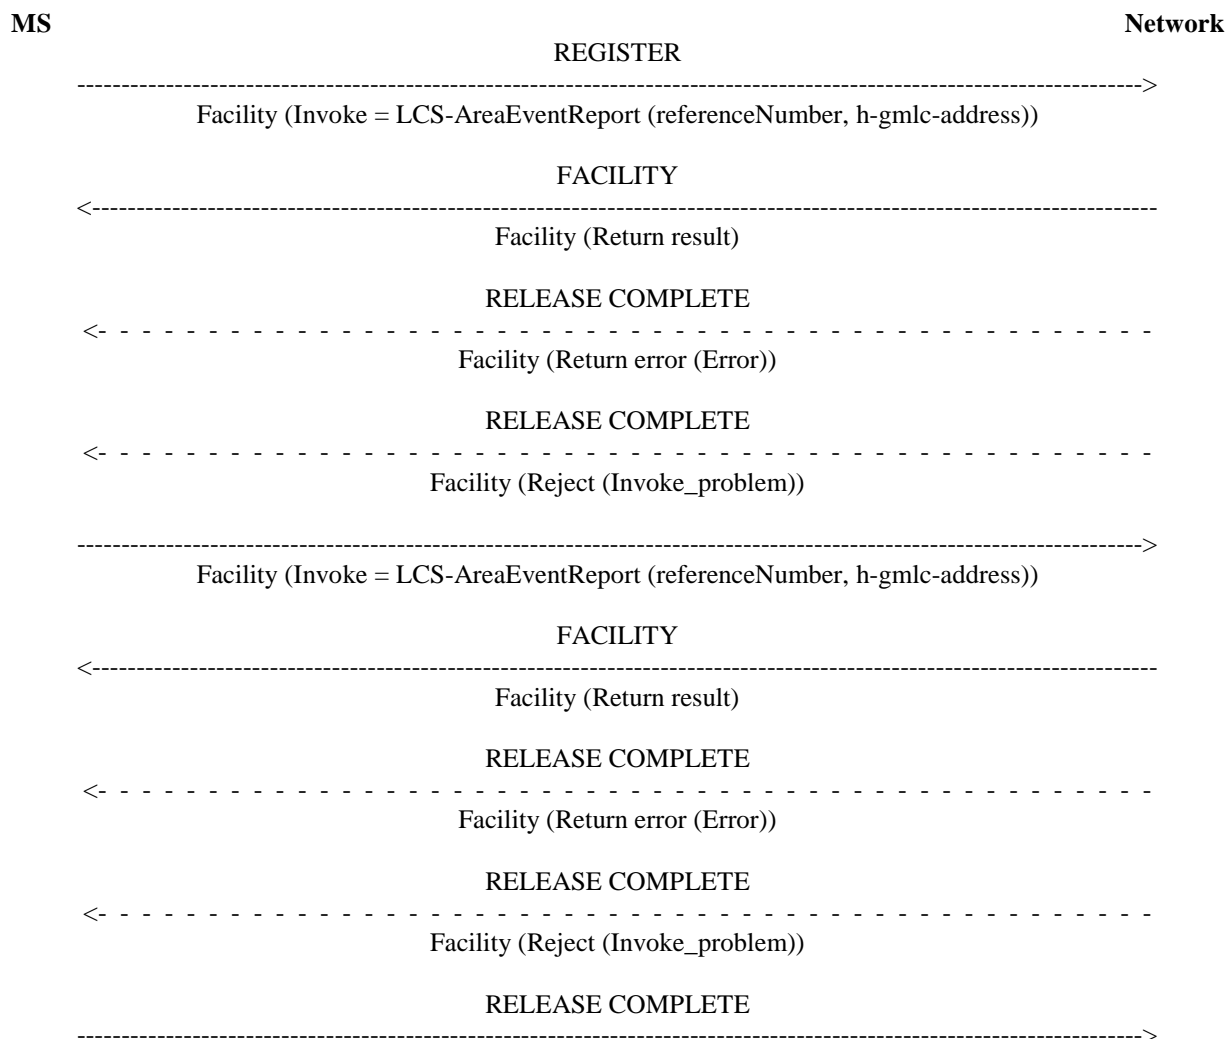 MS Network
REGISTER
------------------------------------------------------------------------------------------------------------------------>
Facility (Invoke = LCS-AreaEventReport (referenceNumber, h-gmlc-address))
FACILITY
<------------------------------------------------------------------------------------------------------------------------
Facility (Return result)
RELEASE COMPLETE
<- - - - - - - - - - - - - - - - - - - - - - - - - - - - - - - - - - - - - - - - - - - - - - - -
Facility (Return error (Error))
RELEASE COMPLETE
<- - - - - - - - - - - - - - - - - - - - - - - - - - - - - - - - - - - - - - - - - - - - - - - -
Facility (Reject (Invoke_problem))
------------------------------------------------------------------------------------------------------------------------>
Facility (Invoke = LCS-AreaEventReport (referenceNumber, h-gmlc-address))
FACILITY
<------------------------------------------------------------------------------------------------------------------------
Facility (Return result)
RELEASE COMPLETE
<- - - - - - - - - - - - - - - - - - - - - - - - - - - - - - - - - - - - - - - - - - - - - - - -
Facility (Return error (Error))
RELEASE COMPLETE
<- - - - - - - - - - - - - - - - - - - - - - - - - - - - - - - - - - - - - - - - - - - - - - - -
Facility (Reject (Invoke_problem))
RELEASE COMPLETE
------------------------------------------------------------------------------------------------------------------------>